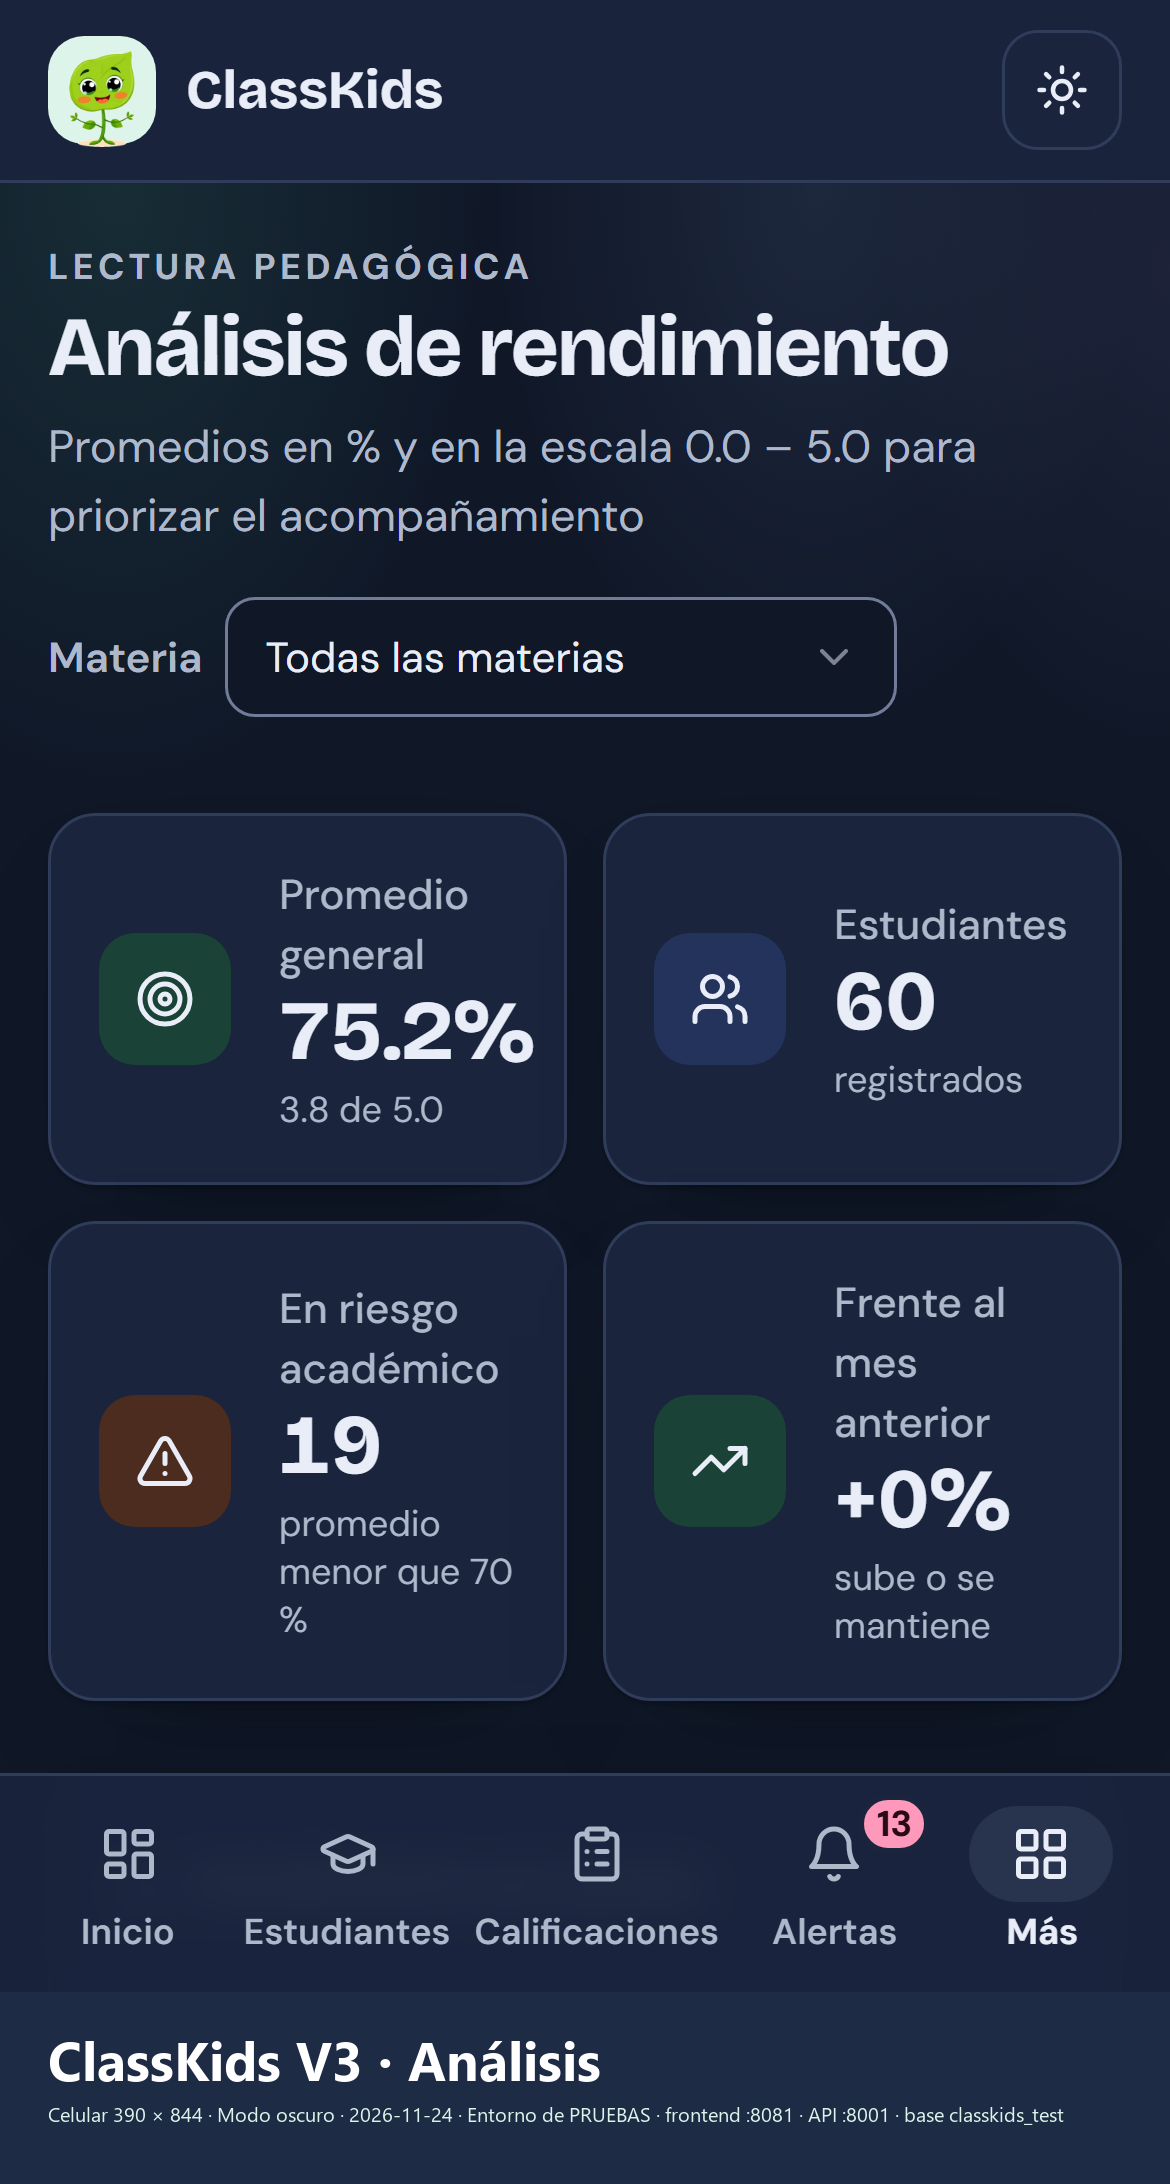 ClassKids
LECTURA PEDAGÓGICA
Análisis de rendimiento
Promedios en % y en la escala 0.0 – 5.0 para
priorizar el acompañamiento
Materia
Todas las materias
Promedio
general
75.2%
3.8 de 5.0
Estudiantes
60
registrados
En riesgo
académico
19
promedio
menor que 70
%
Frente al
mes
anterior
+0%
sube o se
mantiene
13
Inicio
Estudiantes
Calificaciones
Alertas
Más
ClassKids V3 · Análisis
Celular 390 × 844 · Modo oscuro · 2026-11-24 · Entorno de PRUEBAS · frontend :8081 · API :8001 · base classkids_test